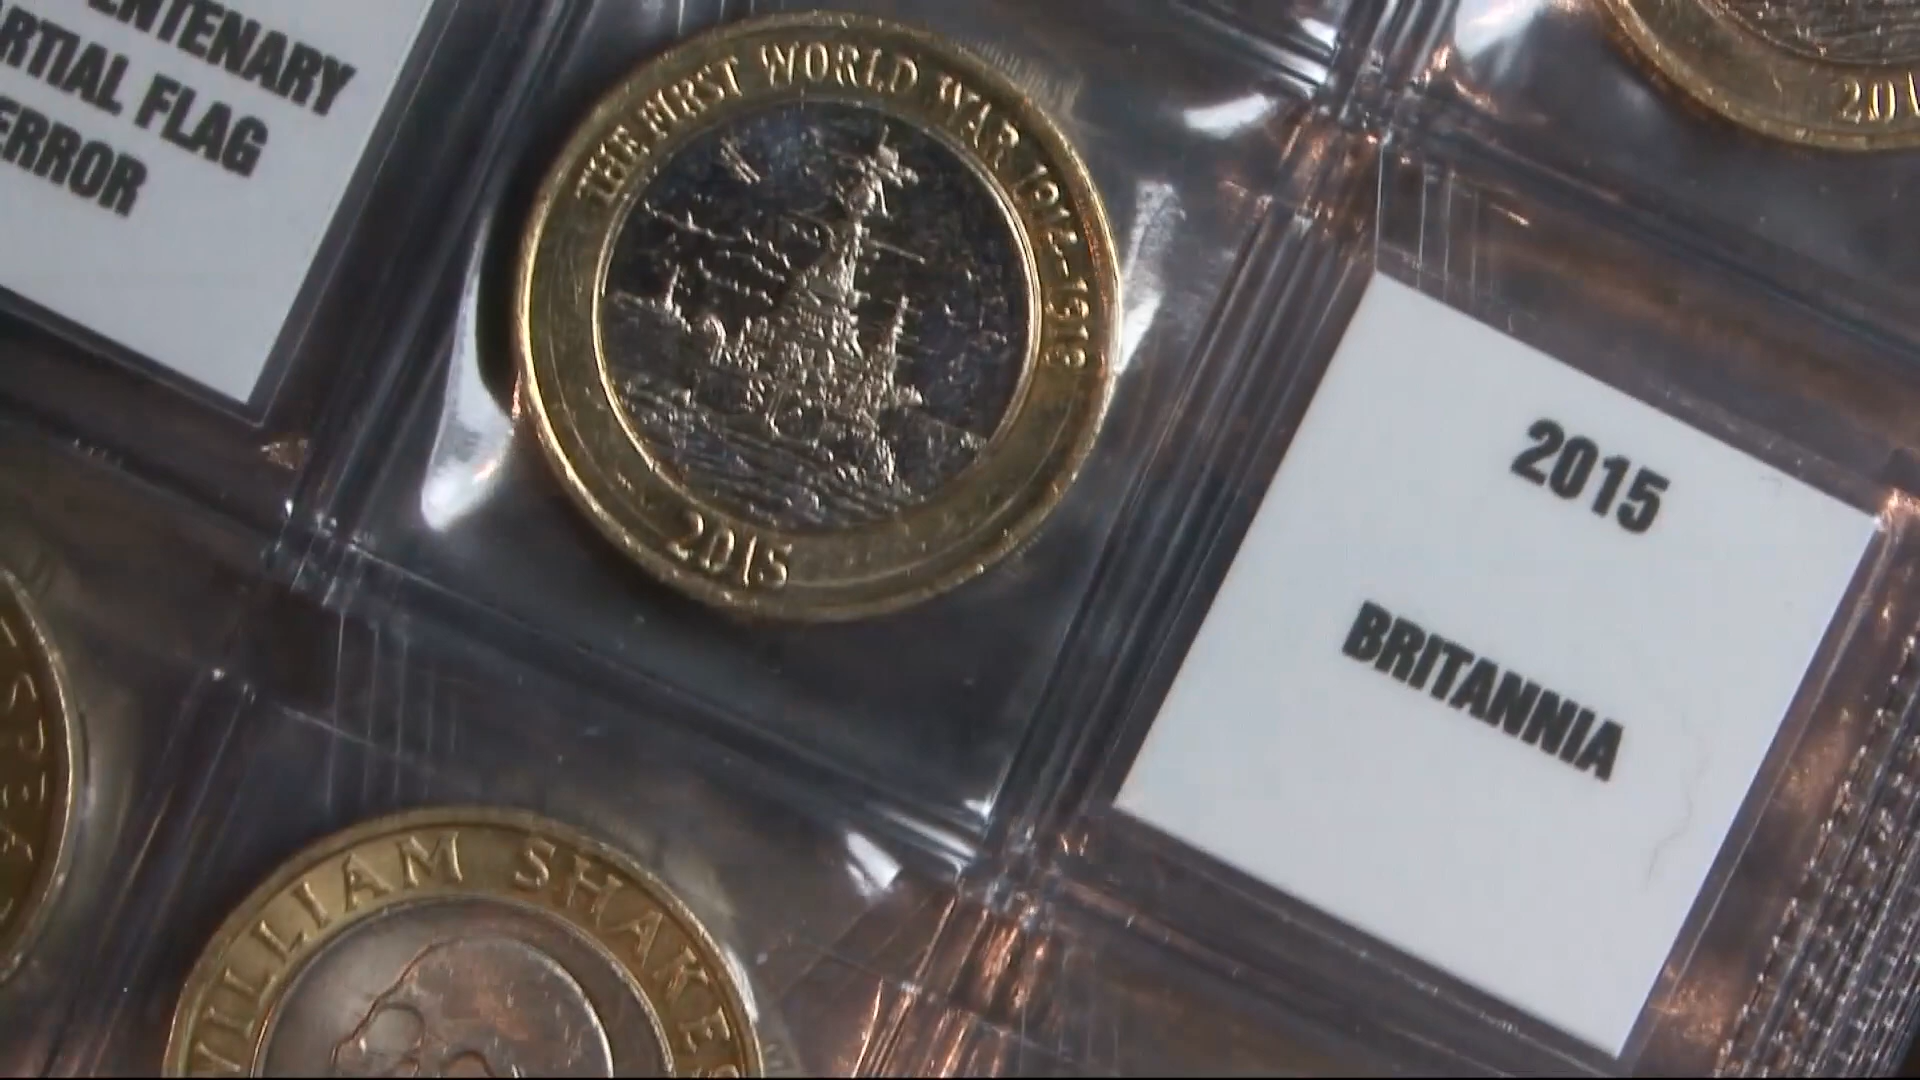 ENTENARY
RTIAL FLAG
ERROR
THE FIRST WORLD WAR 1914-1918
2015
2015
BRITANNIA
WILLIAM SHAKE